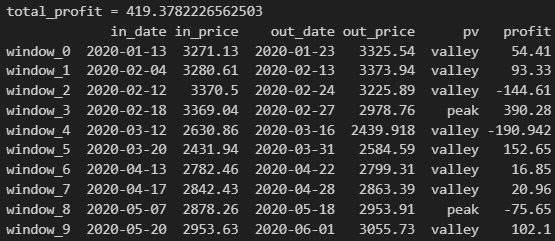 total_profit = 419.3782226562503
in_date in_price out_date out_price pv profit
window_0 2020-01-13 3271.13 2020-01-23 3325.54 valley 54.41
window_1 2020-02-04 3280.61 2020-02-13 3373.94 valley 93.33
window_2 2020-02-12 3370.5 2020-02-24 3225.89 valley -144.61
window_3 2020-02-18 3369.04 2020-02-27 2978.76 peak 390.28
window_4 2020-03-12 2630.86 2020-03-16 2439.918 valley -190.942
window_5 2020-03-20 2431.94 2020-03-31 2584.59 valley 152.65
window_6 2020-04-13 2782.46 2020-04-22 2799.31 valley 16.85
window_7 2020-04-17 2842.43 2020-04-28 2863.39 valley 20.96
window_8 2020-05-07 2878.26 2020-05-18 2953.91 peak -75.65
window_9 2020-05-20 2953.63 2020-06-01 3055.73 valley 102.1